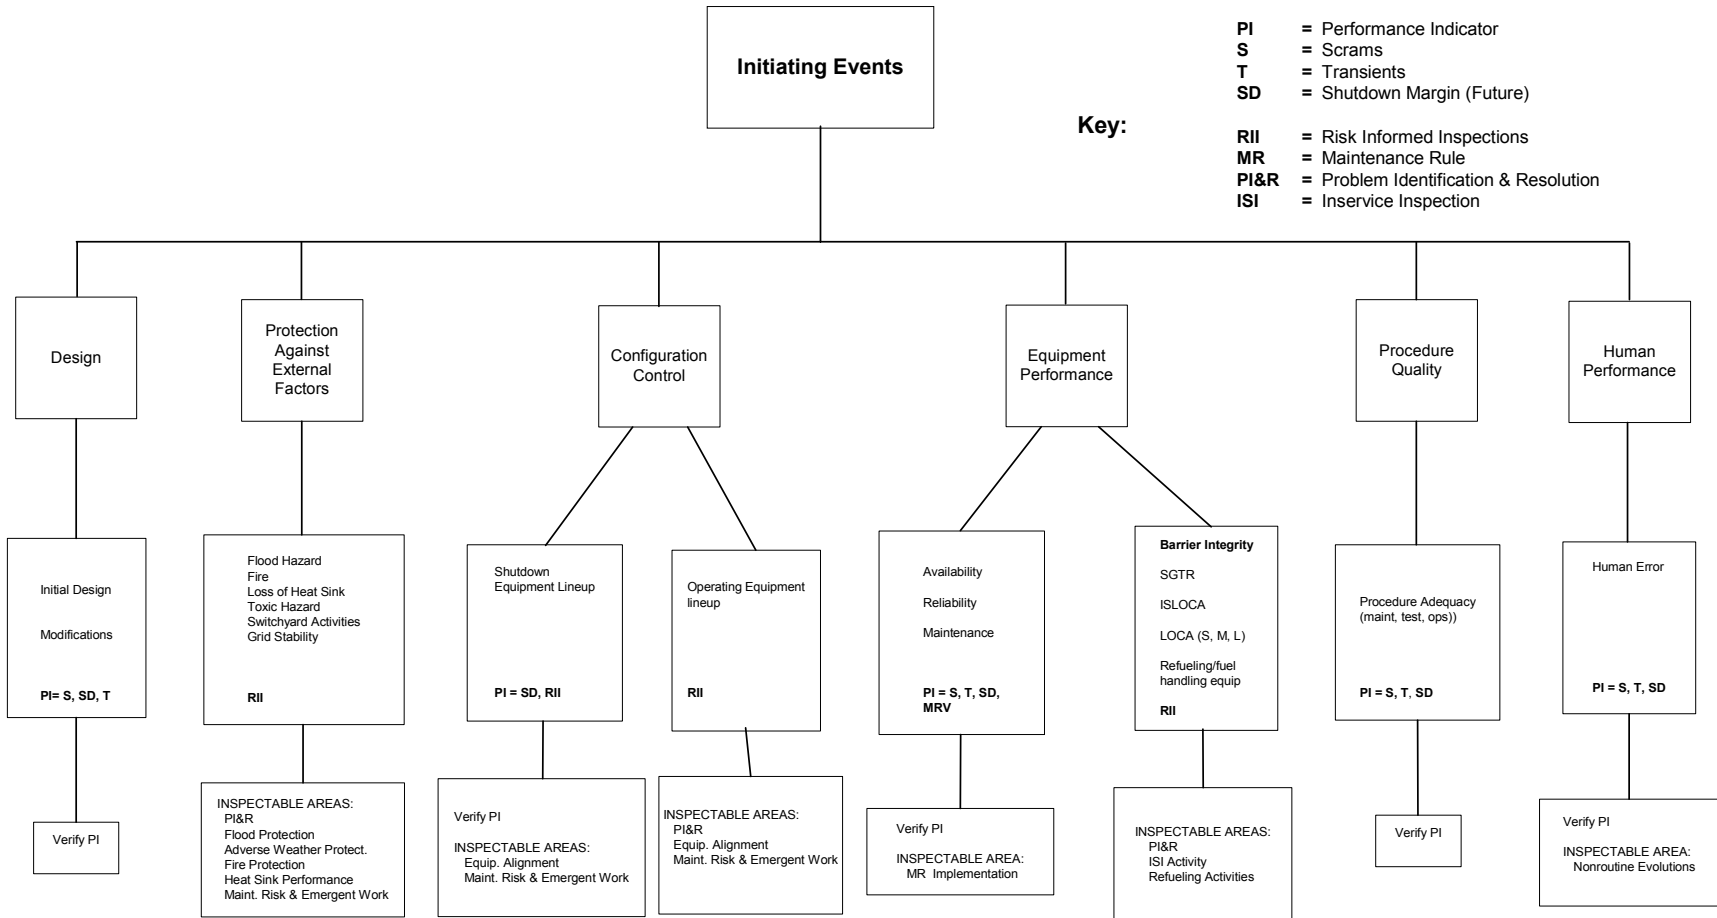 Initiating Events
Key:
PI = Performance Indicator
S = Scrams
T = Transients
SD = Shutdown Margin (Future)
RII = Risk Informed Inspections
MR = Maintenance Rule
PI&R = Problem Identification & Resolution
ISI = Inservice Inspection
Design
Protection
Against
External
Factors
Configuration
Control
Equipment
Performance
Procedure
Quality
Human
Performance
Initial Design
Modifications
PI= S, SD, T
Flood Hazard
Fire
Loss of Heat Sink
Toxic Hazard
Switchyard Activities
Grid Stability
RII
Shutdown
Equipment Lineup
PI = SD, RII
Operating Equipment
lineup
RII
Availability
Reliability
Maintenance
PI = S, T, SD,
MRV
Barrier Integrity
SGTR
ISLOCA
LOCA (S, M, L)
Refueling/fuel
handling equip
RII
Procedure Adequacy
(maint, test, ops))
PI = S, T, SD
Human Error
PI = S, T, SD
Verify PI
INSPECTABLE AREAS:
PI&R
Flood Protection
Adverse Weather Protect.
Fire Protection
Heat Sink Performance
Maint. Risk & Emergent Work
Verify PI
INSPECTABLE AREAS:
Equip. Alignment
Maint. Risk & Emergent Work
INSPECTABLE AREAS:
PI&R
Equip. Alignment
Maint. Risk & Emergent Work
Verify PI
INSPECTABLE AREA:
MR Implementation
INSPECTABLE AREAS:
PI&R
ISI Activity
Refueling Activities
Verify PI
Verify PI
INSPECTABLE AREA:
Nonroutine Evolutions